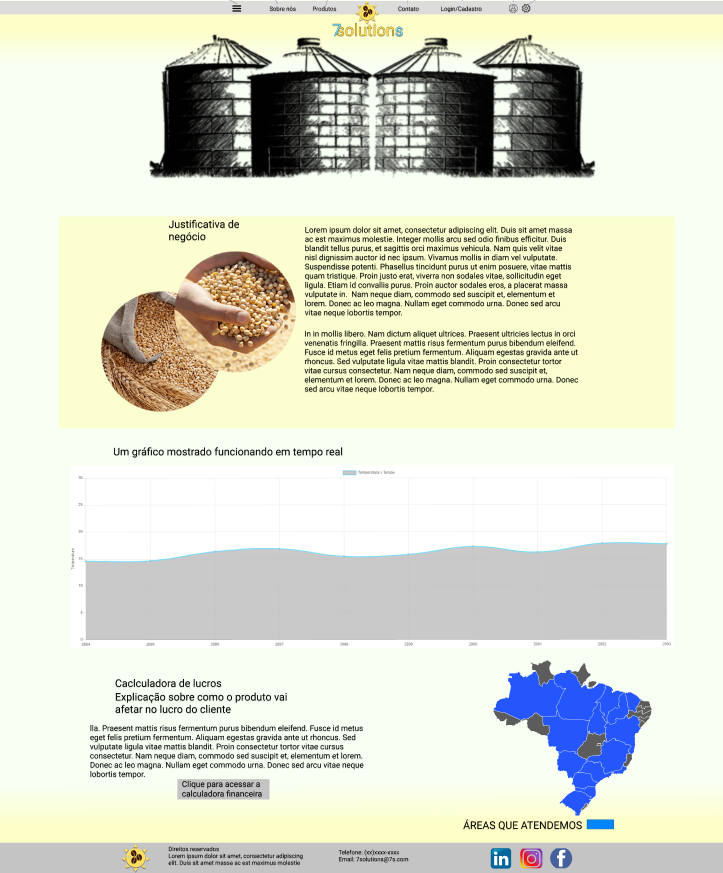 Sobre nós Produtos Contato Login/Cadastro
7solutions
Justificativa de
negócio
Lorem ipsum dolor sit amet, consectetur adipiscing elit. Duis sit amet massa
ac est maximus molestie. Integer mollis arcu sed odio finibus efficitur. Duis
blandit tellus purus, et sagittis orci maximus vehicula. Nam quis velit vitae
nisl dignissim auctor id nec ipsum. Vivamus mollis in diam vel vulputate.
Suspendisse potenti. Phasellus tincidunt purus ut enim posuere, vitae mattis
quam tristique. Proin justo erat, viverra non sodales vitae, sollicitudin eget
ligula. Etiam id convallis purus. Proin auctor sodales eros, a placerat massa
vulputate in.  Nam neque diam, commodo sed suscipit et, elementum et
lorem. Donec ac leo magna. Nullam eget commodo urna. Donec sed arcu
vitae neque lobortis tempor.
In in mollis libero. Nam dictum aliquet ultrices. Praesent ultricies lectus in orci
venenatis fringilla. Praesent mattis risus fermentum purus bibendum eleifend.
Fusce id metus eget felis pretium fermentum. Aliquam egestas gravida ante ut
rhoncus. Sed vulputate ligula vitae mattis blandit. Proin consectetur tortor
vitae cursus consectetur. Nam neque diam, commodo sed suscipit et,
elementum et lorem. Donec ac leo magna. Nullam eget commodo urna. Donec
sed arcu vitae neque lobortis tempor.
Um gráfico mostrado funcionando em tempo real
Temperatura x Tempo
30
25
20
15
10
5
0
Temperatura
Caclculadora de lucros
Explicação sobre como o produto vai
afetar no lucro do cliente
lla. Praesent mattis risus fermentum purus bibendum eleifend. Fusce id metus
eget felis pretium fermentum. Aliquam egestas gravida ante ut rhoncus. Sed
vulputate ligula vitae mattis blandit. Proin consectetur tortor vitae cursus
consectetur. Nam neque diam, commodo sed suscipit et, elementum et lorem.
Donec ac leo magna. Nullam eget commodo urna. Donec sed arcu vitae neque
lobortis tempor.
Clique para acessar a
calculadora financeira
ÁREAS QUE ATENDEMOS
Direitos reservados
Lorem ipsum dolor sit amet, consectetur adipiscing
elit. Duis sit amet massa ac est maximus molestie
Telefone: (xx)xxxx-xxxx
Email: 7solutions@7s.com
in
f